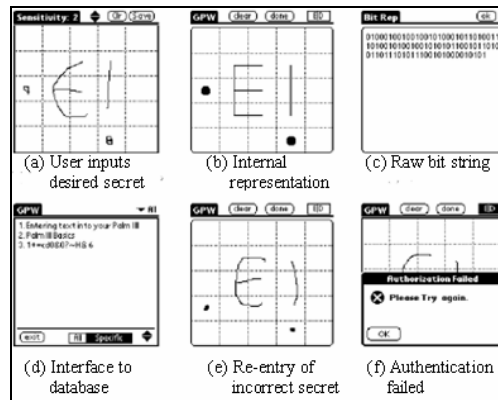 Sensitivity: 2 Clr Save
GPW clear done
Bit Rep ok
(a) User inputs
desired secret
(b) Internal
representation
(c) Raw bit string
GPW All
1. Entering text into your Palm III
2. Palm III Basics
exit All Specific
GPW clear done
GPW clear done
Authorization Failed
Please Try again.
OK
(d) Interface to
database
(e) Re-entry of
incorrect secret
(f) Authentication
failed